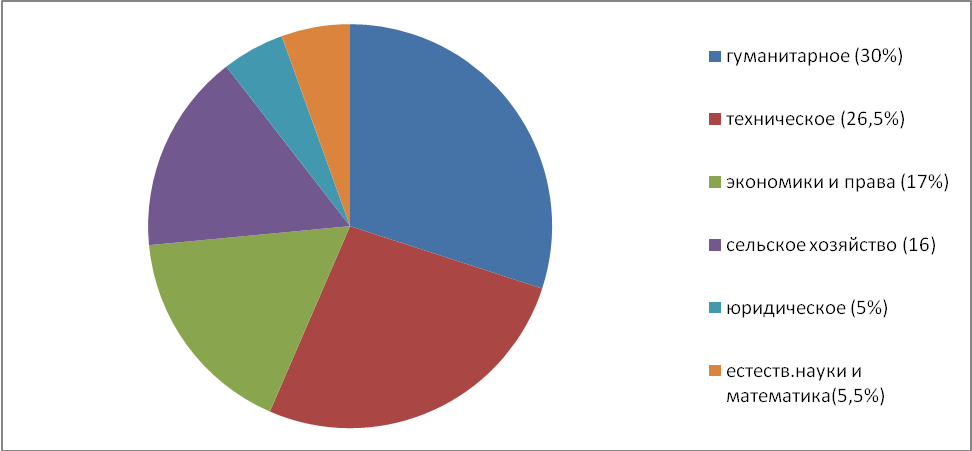 гуманитарное (30%)
техническое (26,5%)
экономики и права (17%)
сельское хозяйство (16)
юридическое (5%)
естеств.науки и
математика(5,5%)